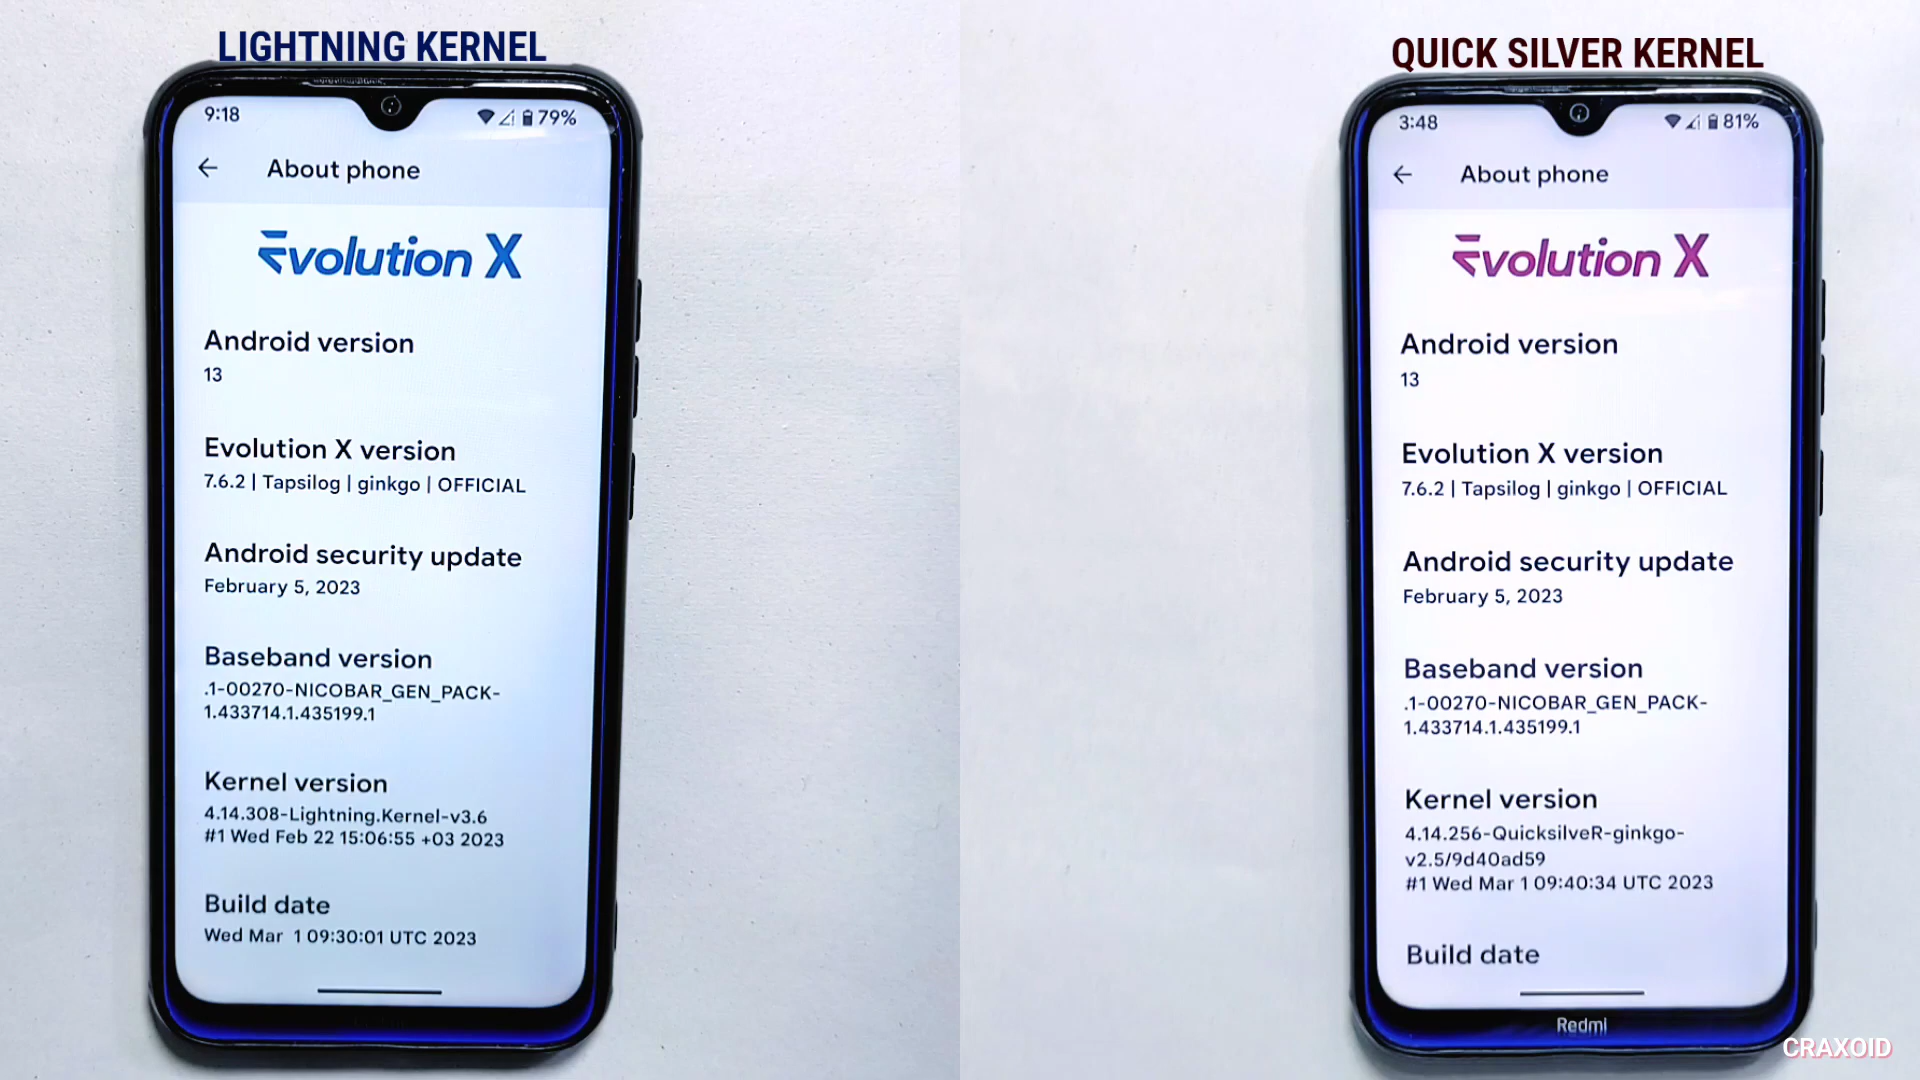 LIGHTNING KERNEL
9:18
79%
About phone
Evolution X
Android version
13
Evolution X version
7.6.2 | Tapsilog | ginkgo | OFFICIAL
Android security update
February 5, 2023
Baseband version
.1-00270-NICOBAR_GEN_PACK-
1.433714.1.435199.1
Kernel version
4.14.308-Lightning.Kernel-v3.6
#1 Wed Feb 22 15:06:55 +03 2023
Build date
Wed Mar  1 09:30:01 UTC 2023
QUICK SILVER KERNEL
3:48
81%
About phone
Evolution X
Android version
13
Evolution X version
7.6.2 | Tapsilog | ginkgo | OFFICIAL
Android security update
February 5, 2023
Baseband version
.1-00270-NICOBAR_GEN_PACK-
1.433714.1.435199.1
Kernel version
4.14.256-QuicksilveR-ginkgo-
v2.5/9d40ad59
#1 Wed Mar 1 09:40:34 UTC 2023
Build date
Redmi
CRAXOID